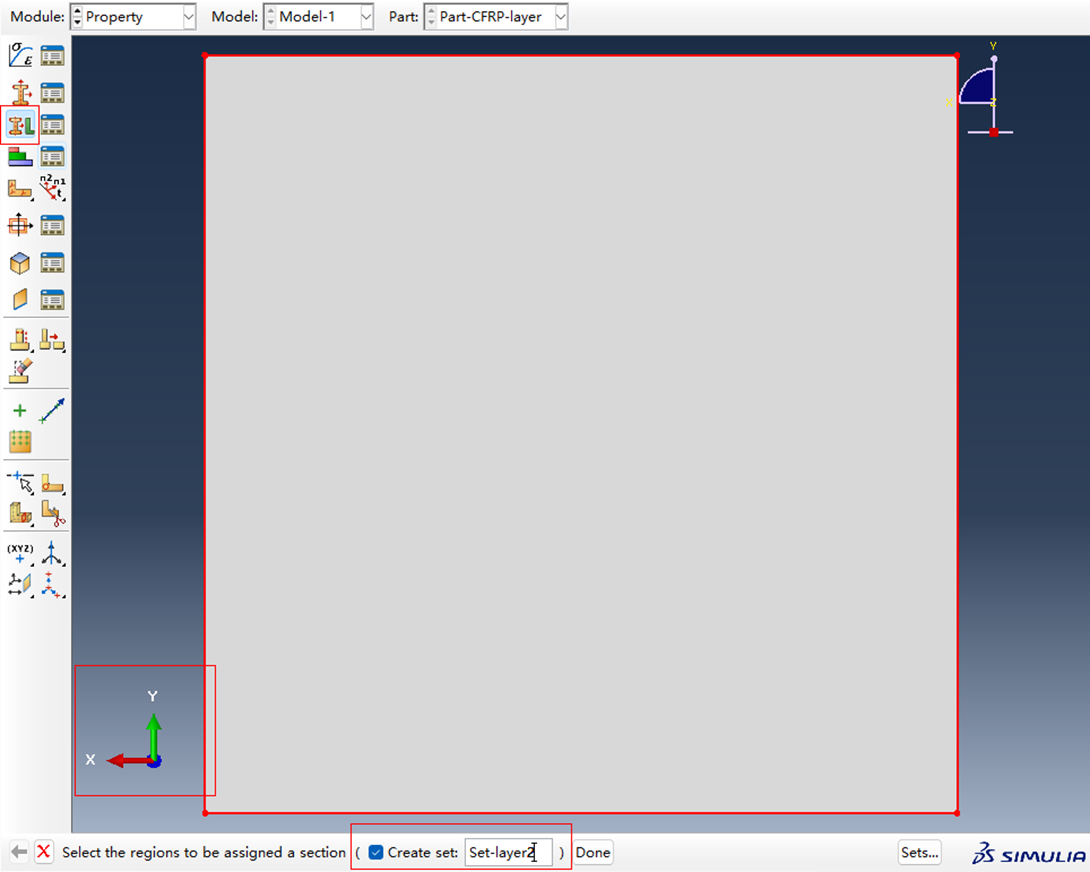 Module: Property Model: Model-1 Part: Part-CFRP-layer
σ ε
Y
X Z
n2 n1
t
(XYZ)
Y
X
Select the regions to be assigned a section ( Create set: Set-layer2 ) Done Sets... SIMULIA